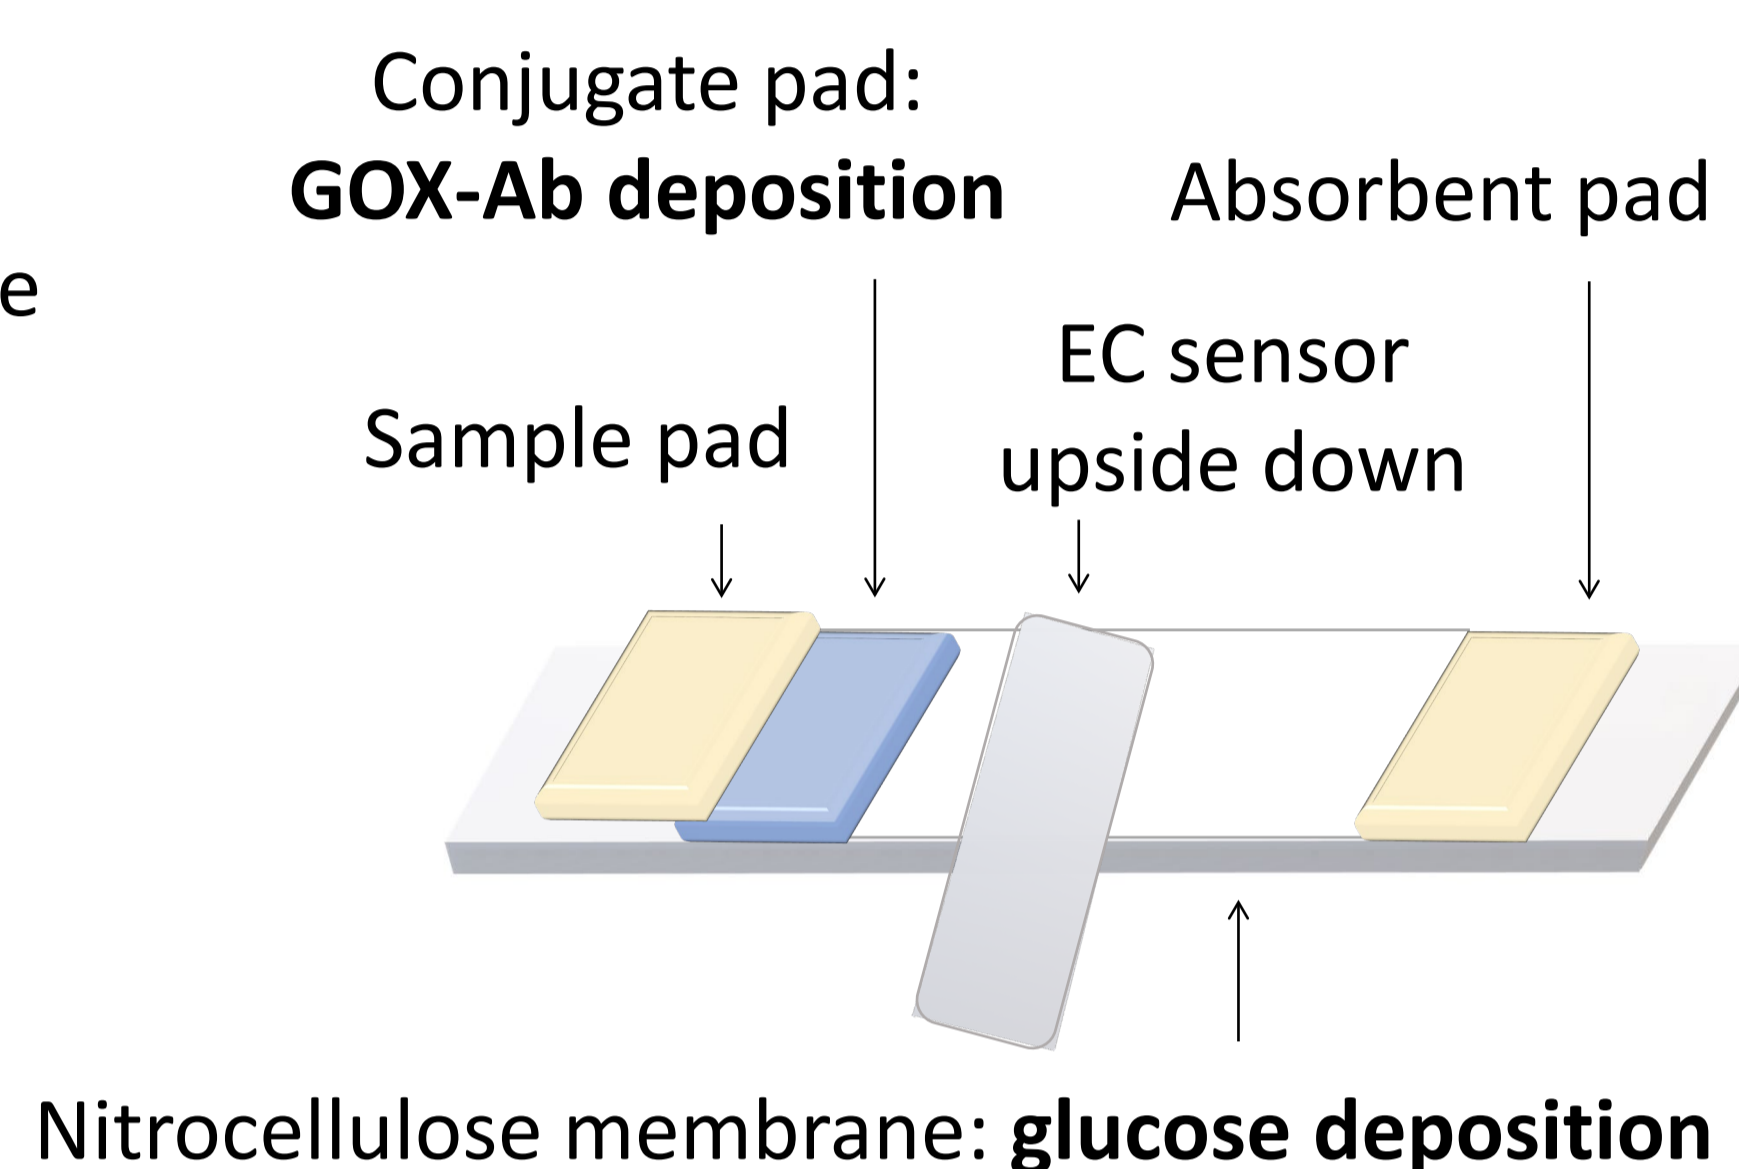 Conjugate pad:
GOX-Ab deposition
Absorbent pad
e
EC sensor
upside down
Sample pad
Nitrocellulose membrane: glucose deposition